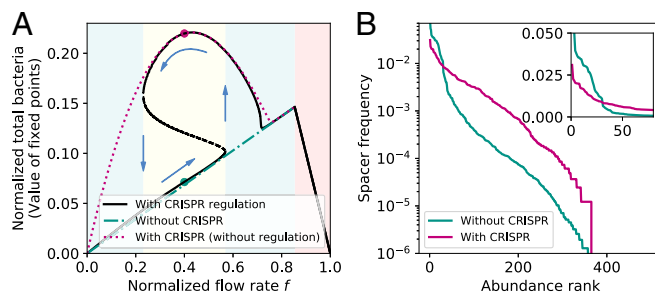 A
Normalized total bacteria
(Value of fixed points)
0.20
0.15
0.10
0.05
0.00
With CRISPR regulation
Without CRISPR
With CRISPR (without regulation)
0.0 0.2 0.4 0.6 0.8 1.0
Normalized flow rate f
B
Spacer frequency
10⁻²
10⁻³
10⁻⁴
10⁻⁵
10⁻⁶
0.050
0.025
0.000
0 50
Without CRISPR
With CRISPR
0 200 400
Abundance rank